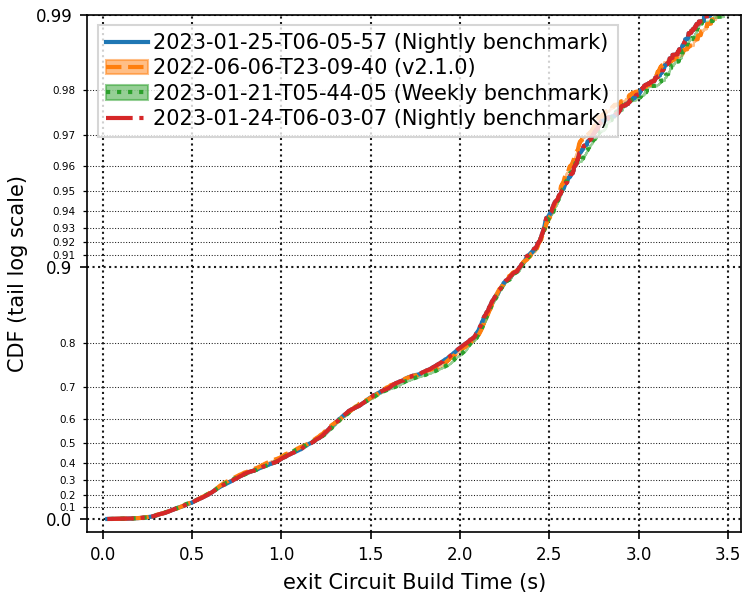 0.99
0.98
0.97
0.96
0.95
0.94
0.93
0.92
0.91
0.9
0.8
0.7
0.6
0.5
0.4
0.3
0.2
0.1
0.0
CDF (tail log scale)
2023-01-25-T06-05-57 (Nightly benchmark)
2022-06-06-T23-09-40 (v2.1.0)
2023-01-21-T05-44-05 (Weekly benchmark)
2023-01-24-T06-03-07 (Nightly benchmark)
0.0 0.5 1.0 1.5 2.0 2.5 3.0 3.5
exit Circuit Build Time (s)